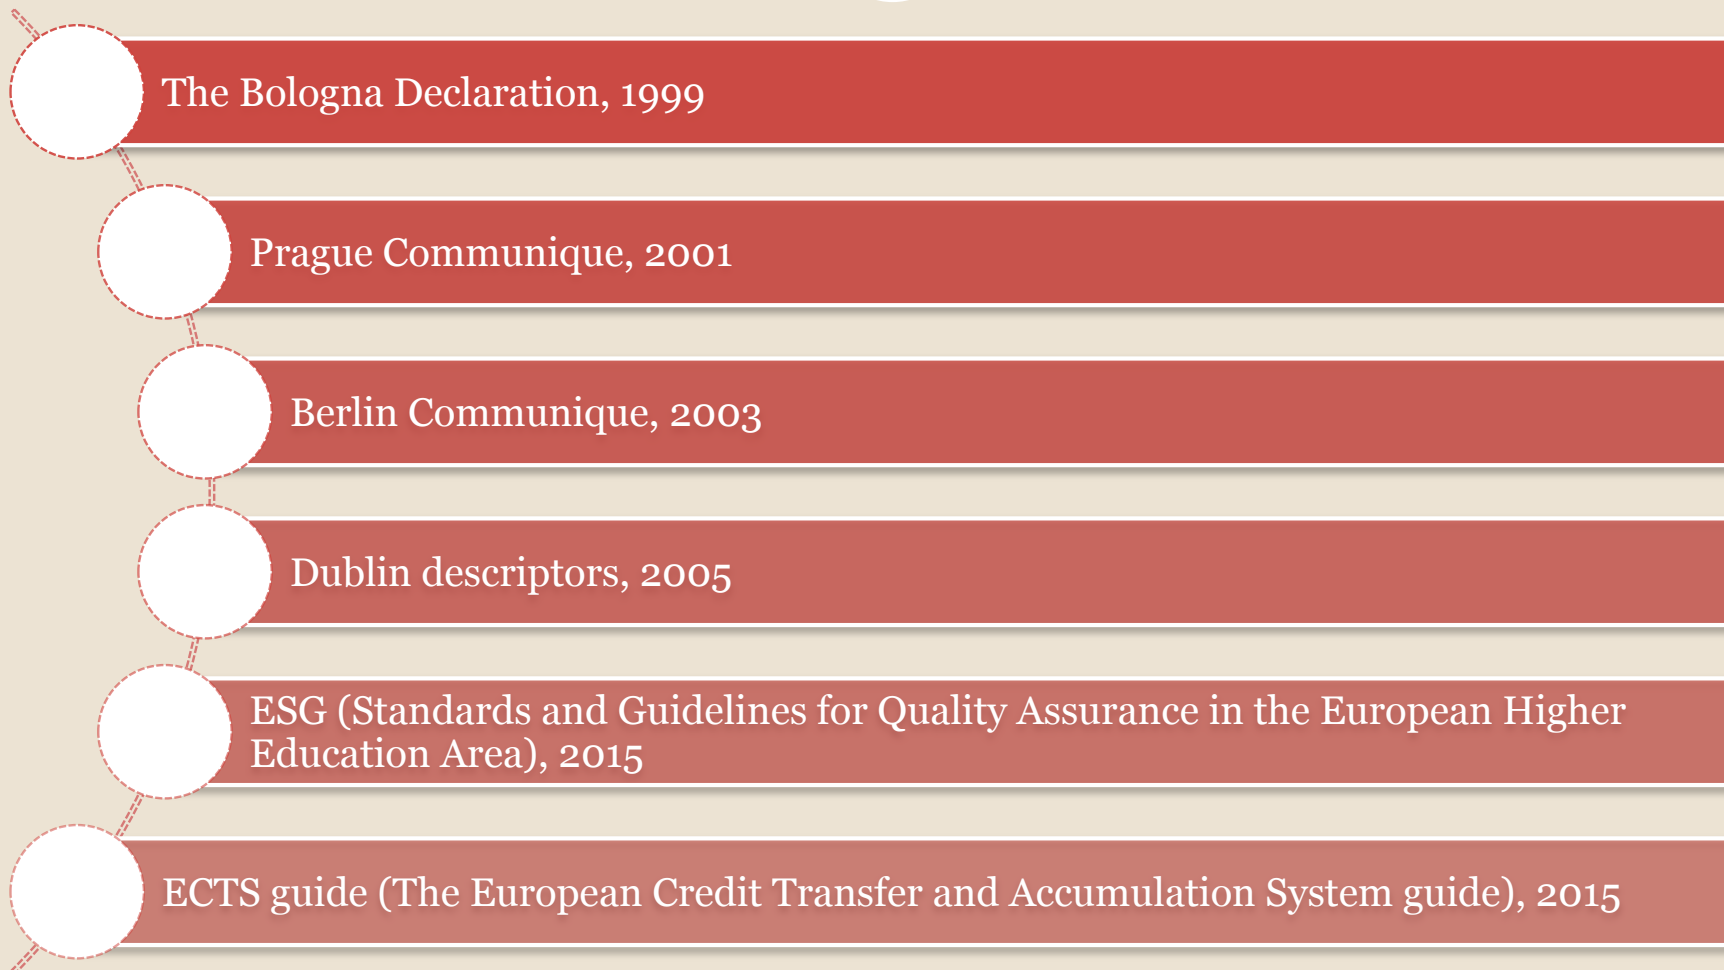 The Bologna Declaration, 1999
Prague Communique, 2001
Berlin Communique, 2003
Dublin descriptors, 2005
ESG (Standards and Guidelines for Quality Assurance in the European Higher
Education Area), 2015
ECTS guide (The European Credit Transfer and Accumulation System guide), 2015